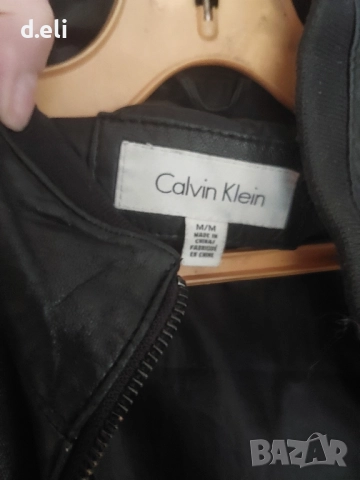 d.eli
Calvin Klein
M/M
MADE IN
CHINA/
FABRIQUÉ
EN CHINE
BAZAR